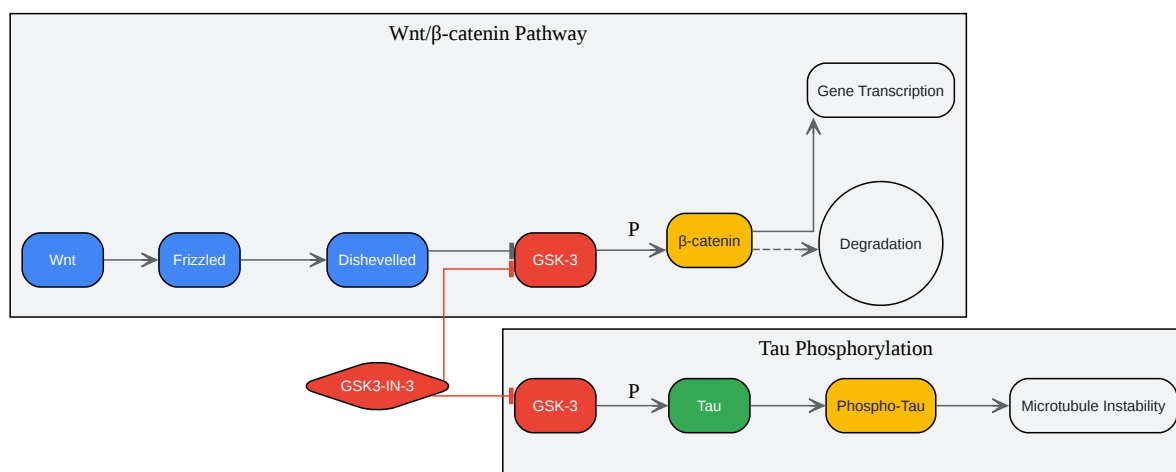 Wnt/β-catenin Pathway
Gene Transcription
Wnt
Frizzled
Dishevelled
GSK-3
P
β-catenin
Degradation
GSK3-IN-3
Tau Phosphorylation
GSK-3
P
Tau
Phospho-Tau
Microtubule Instability